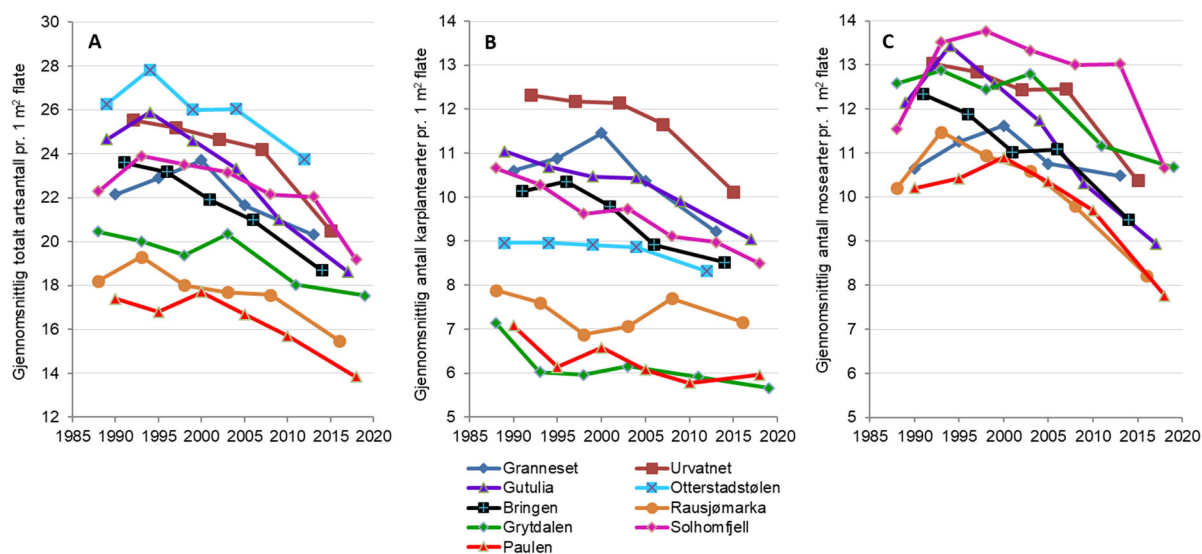 A
Gjennomsnittlig totalt artsantall pr. 1 m² flate
30
28
26
24
22
20
18
16
14
12
1985 1990 1995 2000 2005 2010 2015 2020
B
Gjennomsnittlig antall karplantearter pr. 1 m² flate
14
13
12
11
10
9
8
7
6
5
1985 1990 1995 2000 2005 2010 2015 2020
C
Gjennomsnittlig antall mosearter pr. 1 m² flate
14
13
12
11
10
9
8
7
6
5
1985 1990 1995 2000 2005 2010 2015 2020
Granneset Urvatnet
Gutulia Otterstadstølen
Bringen Rausjømarka
Grytdalen Solhomfjell
Paulen